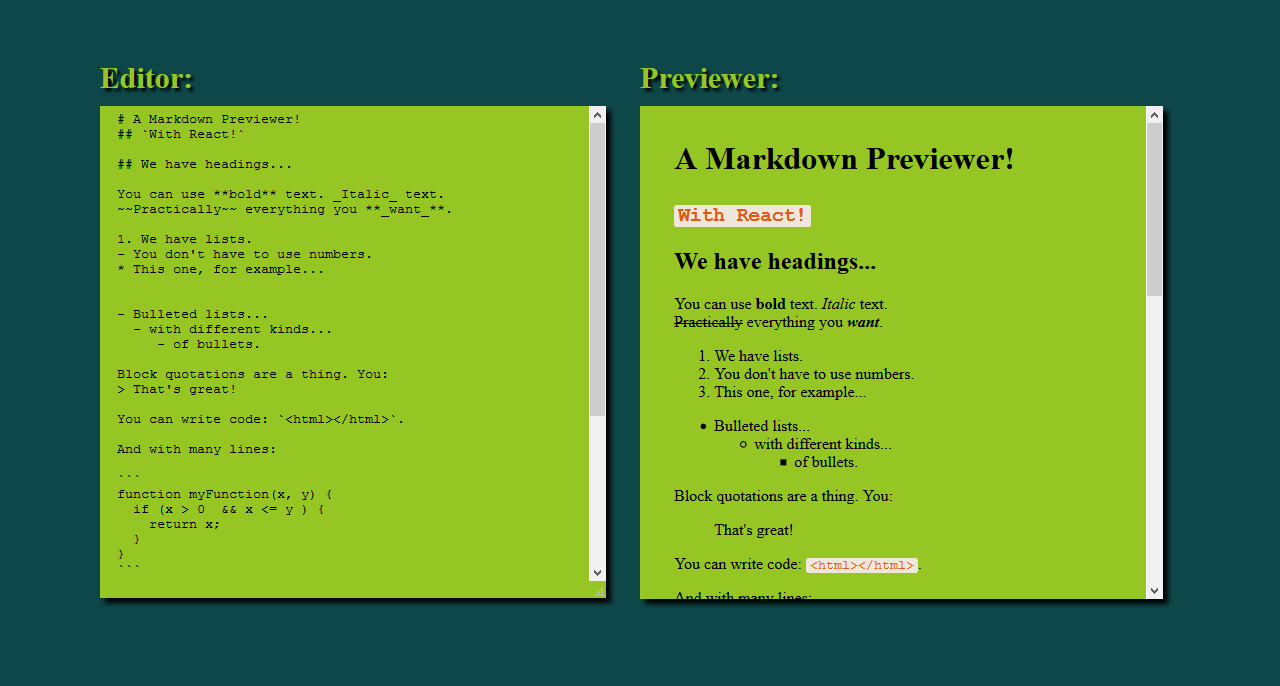 Editor:
# A Markdown Previewer!
## `With React!`
## We have headings...
You can use **bold** text. _Italic_ text.
~~Practically~~ everything you **_want_**.
1. We have lists.
- You don't have to use numbers.
* This one, for example...
- Bulleted lists...
  - with different kinds...
     - of bullets.
Block quotations are a thing. You:
> That's great!
You can write code: `<html></html>`.
And with many lines:
```
function myFunction(x, y) {
  if (x > 0  && x <= y ) {
    return x;
  }
}
```
Previewer:
A Markdown Previewer!
With React!
We have headings...
You can use bold text. Italic text.
Practically everything you want.
1. We have lists.
2. You don't have to use numbers.
3. This one, for example...
Bulleted lists...
with different kinds...
of bullets.
Block quotations are a thing. You:
That's great!
You can write code: <html></html>.
And with many lines: